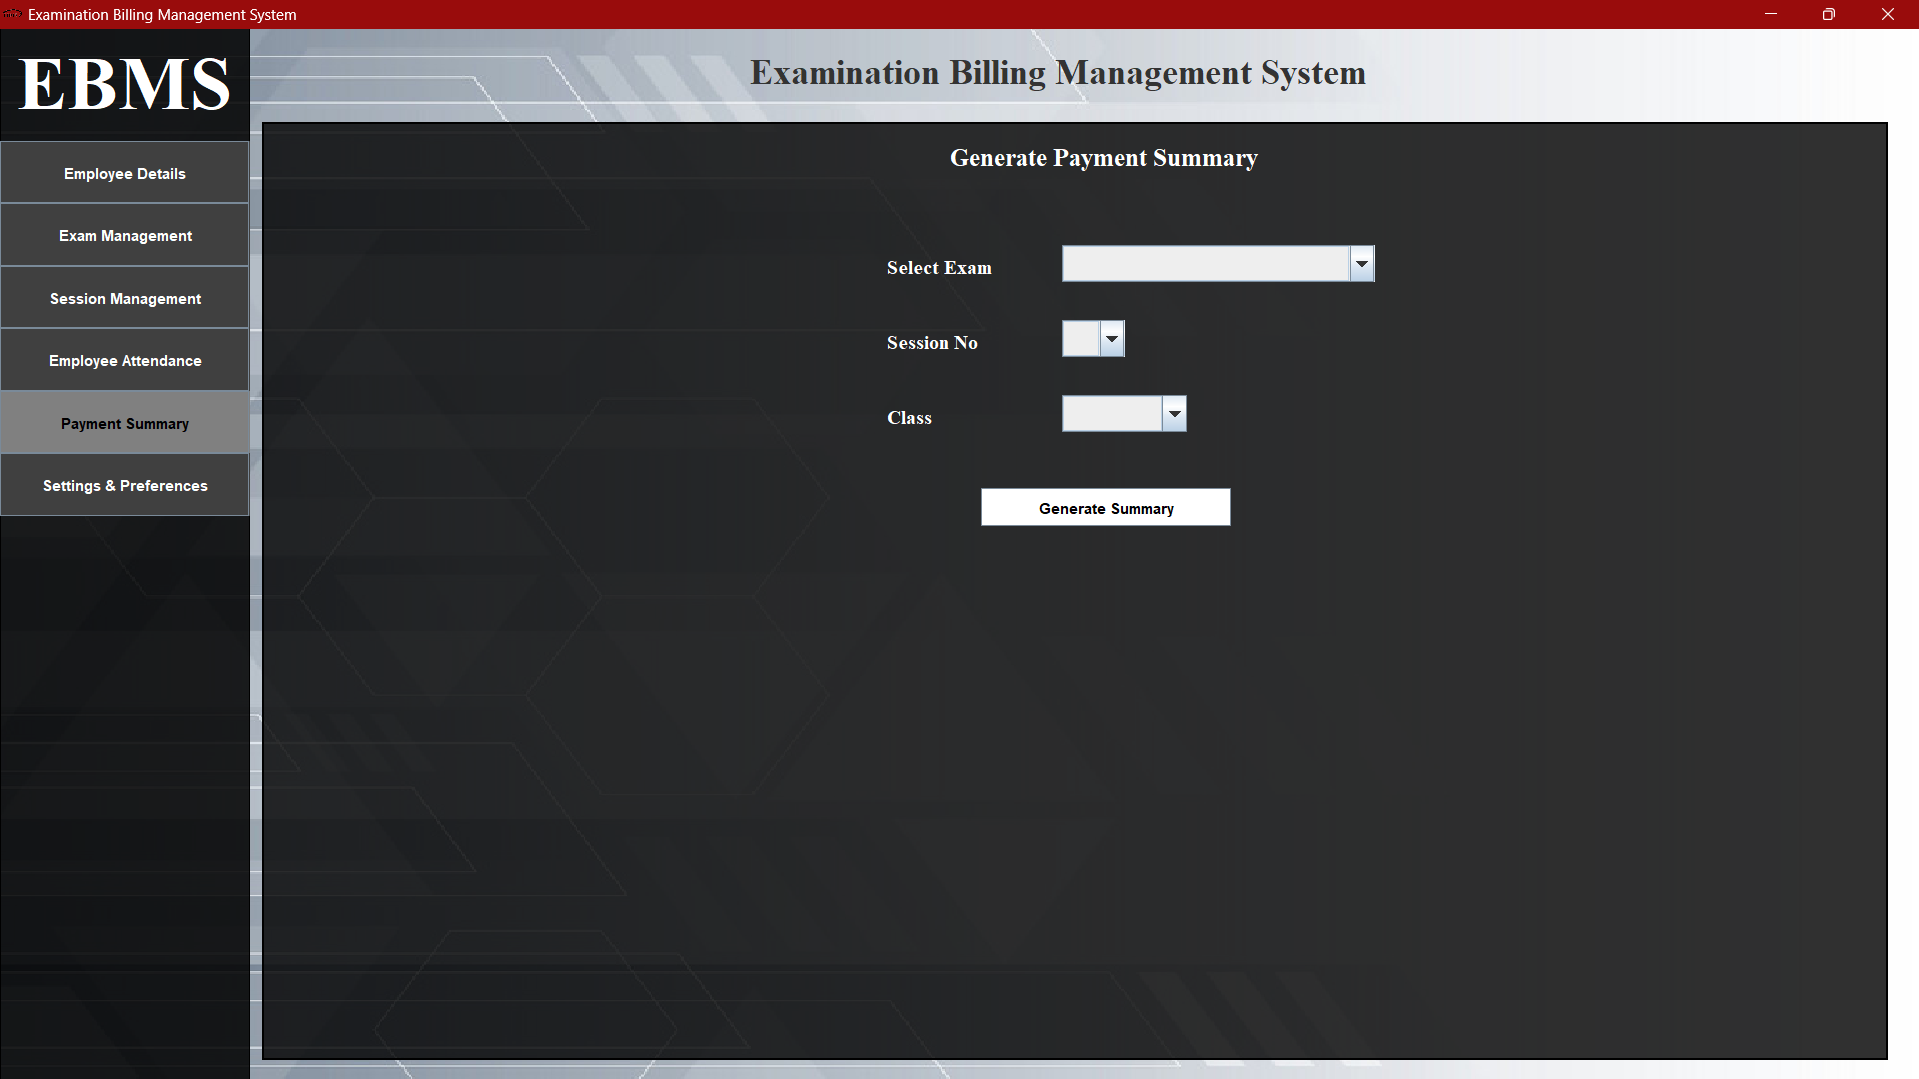 Examination Billing Management System
EBMS
Examination Billing Management System
Employee Details
Exam Management
Session Management
Employee Attendance
Payment Summary
Settings & Preferences
Generate Payment Summary
Select Exam
Session No
Class
Generate Summary